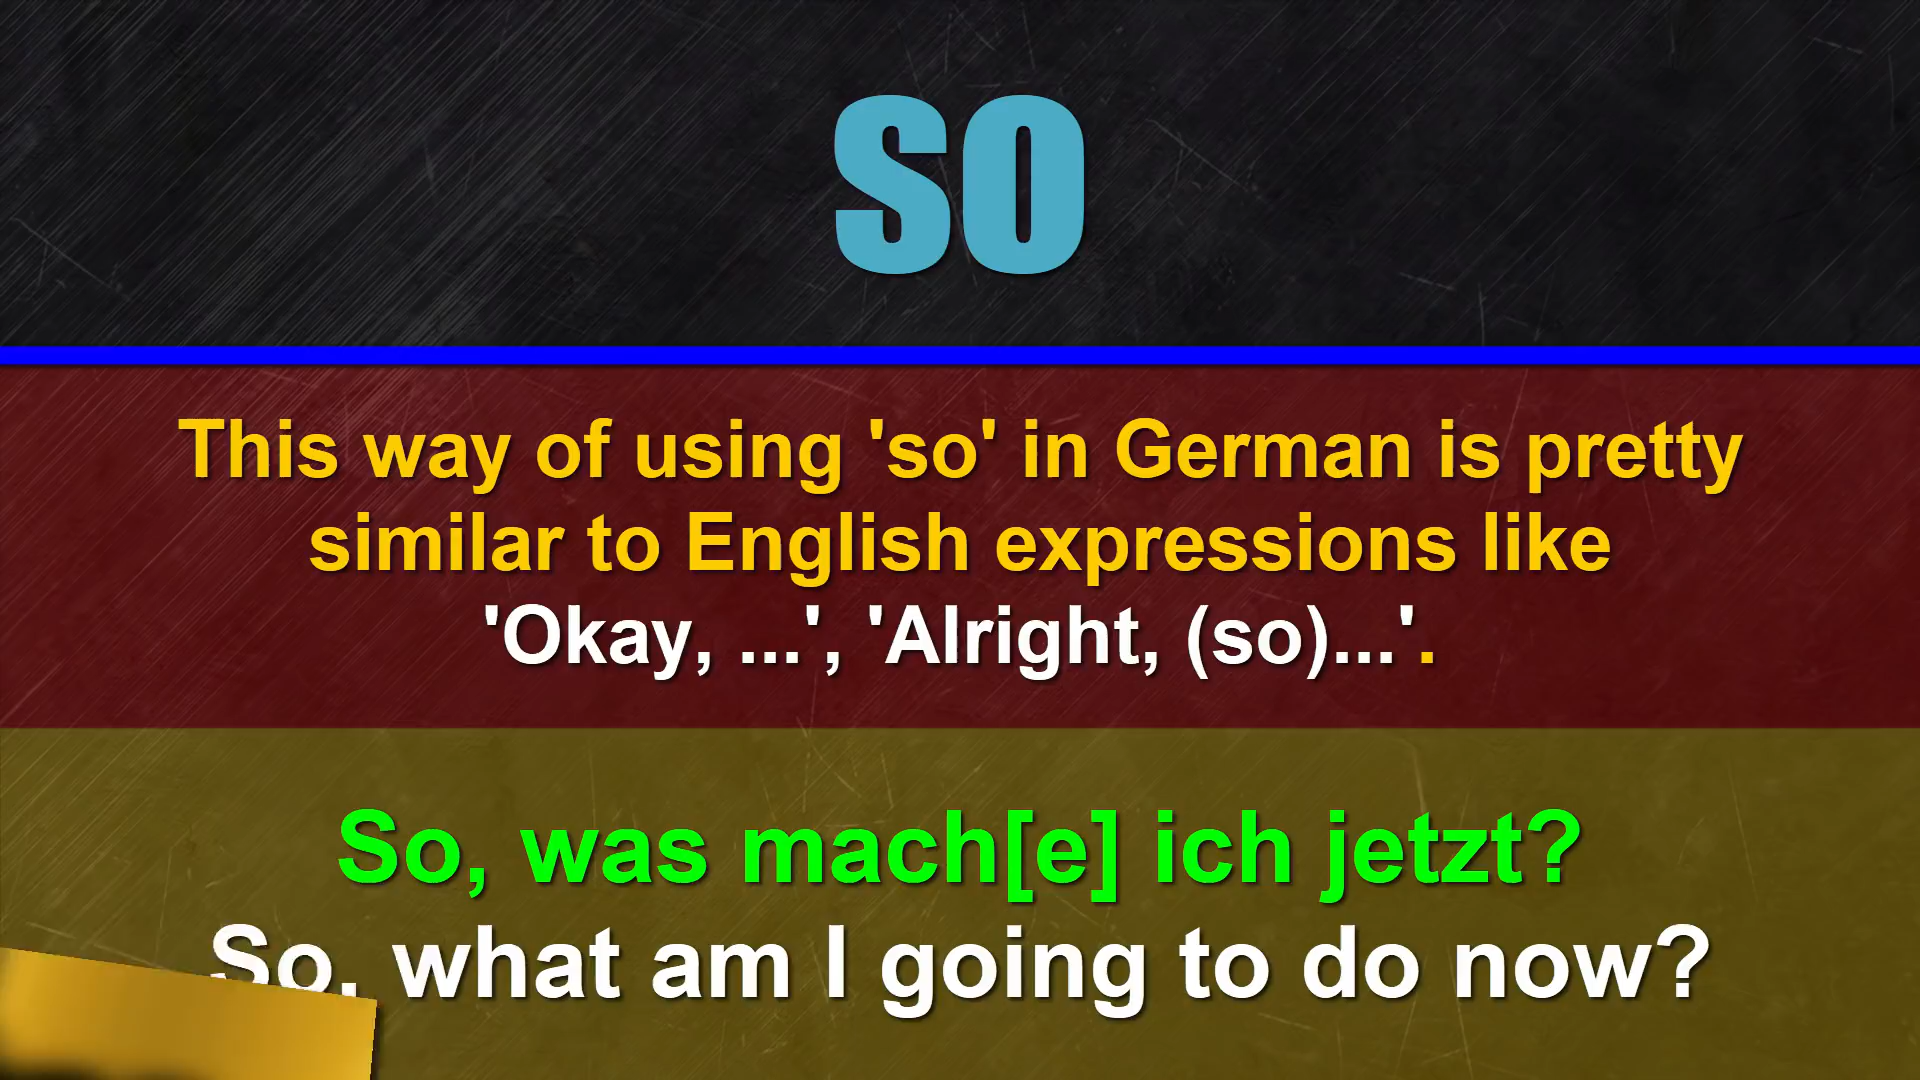 SO
This way of using 'so' in German is pretty
similar to English expressions like
'Okay, ...', 'Alright, (so)...'.
So, was mach[e] ich jetzt?
So, what am I going to do now?